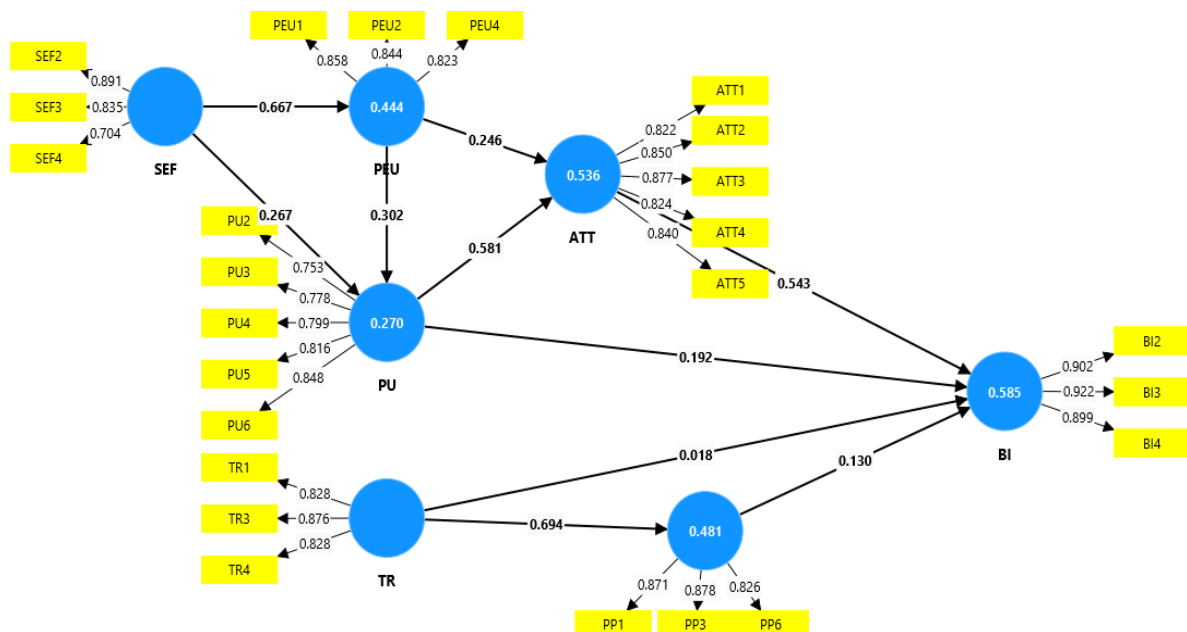 PEU1 PEU2 PEU4
SEF2
0.858 0.844 0.823
0.891
SEF3 0.835 0.667 0.444
0.704
SEF4
SEF PEU
ATT1
0.822
0.246 ATT2
0.850
0.536 0.877 ATT3
0.824
ATT4
0.840
ATT
ATT5
0.543
0.267 0.302 0.581
PU2
0.753
PU3
0.778
PU4 0.799 0.270
0.816
PU5
0.848
PU
PU6
0.192
BI2
0.902
0.585 0.922 BI3
0.899
BI4
BI
TR1
0.828
0.018
0.130
TR3 0.876 0.694 0.481
0.828
TR4
TR
0.871 0.878 0.826
PP1 PP3 PP6